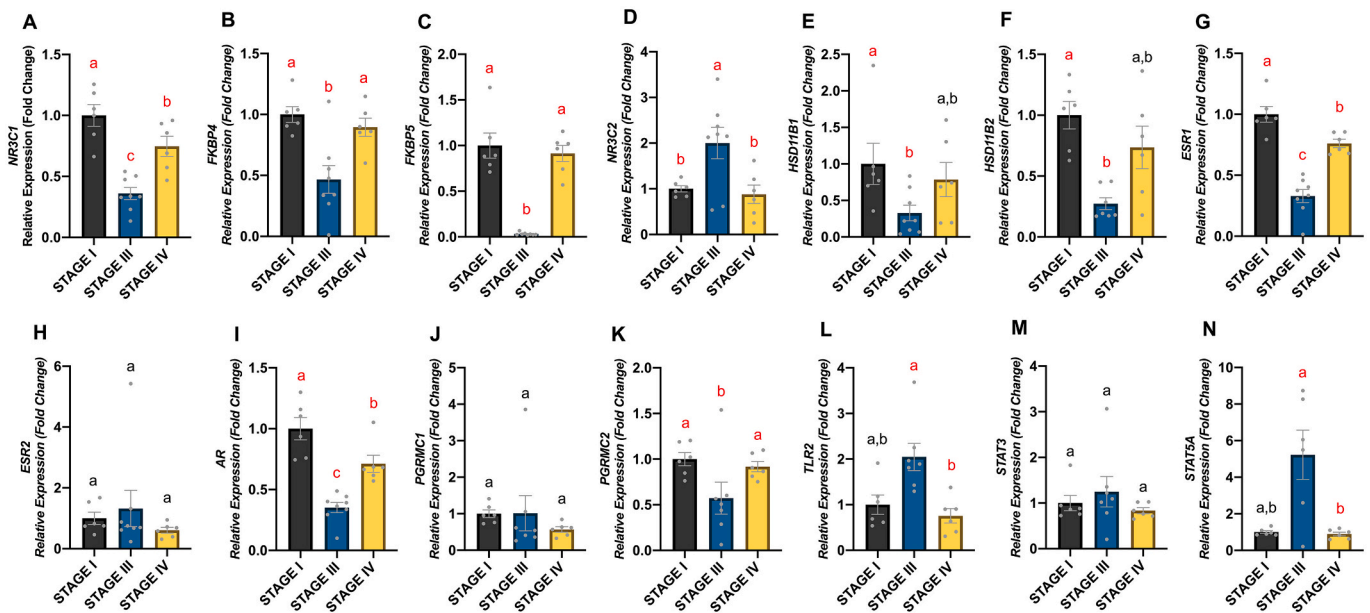 A
NR3C1
Relative Expression (Fold Change)
1.5
1.0
0.5
0.0
a
c
b
STAGE I
STAGE III
STAGE IV
B
FKBP4
Relative Expression (Fold Change)
1.5
1.0
0.5
0.0
a
b
a
STAGE I
STAGE III
STAGE IV
C
FKBP5
Relative Expression (Fold Change)
2.0
1.5
1.0
0.5
0.0
a
b
a
STAGE I
STAGE III
STAGE IV
D
NR3C2
Relative Expression (Fold Change)
4
3
2
1
0
b
a
b
STAGE I
STAGE III
STAGE IV
E
HSD11B1
Relative Expression (Fold Change)
2.5
2.0
1.5
1.0
0.5
0.0
a
b
a,b
STAGE I
STAGE III
STAGE IV
F
HSD11B2
Relative Expression (Fold Change)
1.5
1.0
0.5
0.0
a
b
a,b
STAGE I
STAGE III
STAGE IV
G
ESR1
Relative Expression (Fold Change)
1.5
1.0
0.5
0.0
a
c
b
STAGE I
STAGE III
STAGE IV
H
ESR2
Relative Expression (Fold Change)
6
4
2
0
a
a
a
STAGE I
STAGE III
STAGE IV
I
AR
Relative Expression (Fold Change)
1.5
1.0
0.5
0.0
a
c
b
STAGE I
STAGE III
STAGE IV
J
PGRMC1
Relative Expression (Fold Change)
5
4
3
2
1
0
a
a
a
STAGE I
STAGE III
STAGE IV
K
PGRMC2
Relative Expression (Fold Change)
2.0
1.5
1.0
0.5
0.0
a
b
a
STAGE I
STAGE III
STAGE IV
L
TLR2
Relative Expression (Fold Change)
4
3
2
1
0
a,b
a
b
STAGE I
STAGE III
STAGE IV
M
STAT3
Relative Expression (Fold Change)
4
3
2
1
0
a
a
a
STAGE I
STAGE III
STAGE IV
N
STAT5A
Relative Expression (Fold Change)
10
8
6
4
2
0
a,b
a
b
STAGE I
STAGE III
STAGE IV